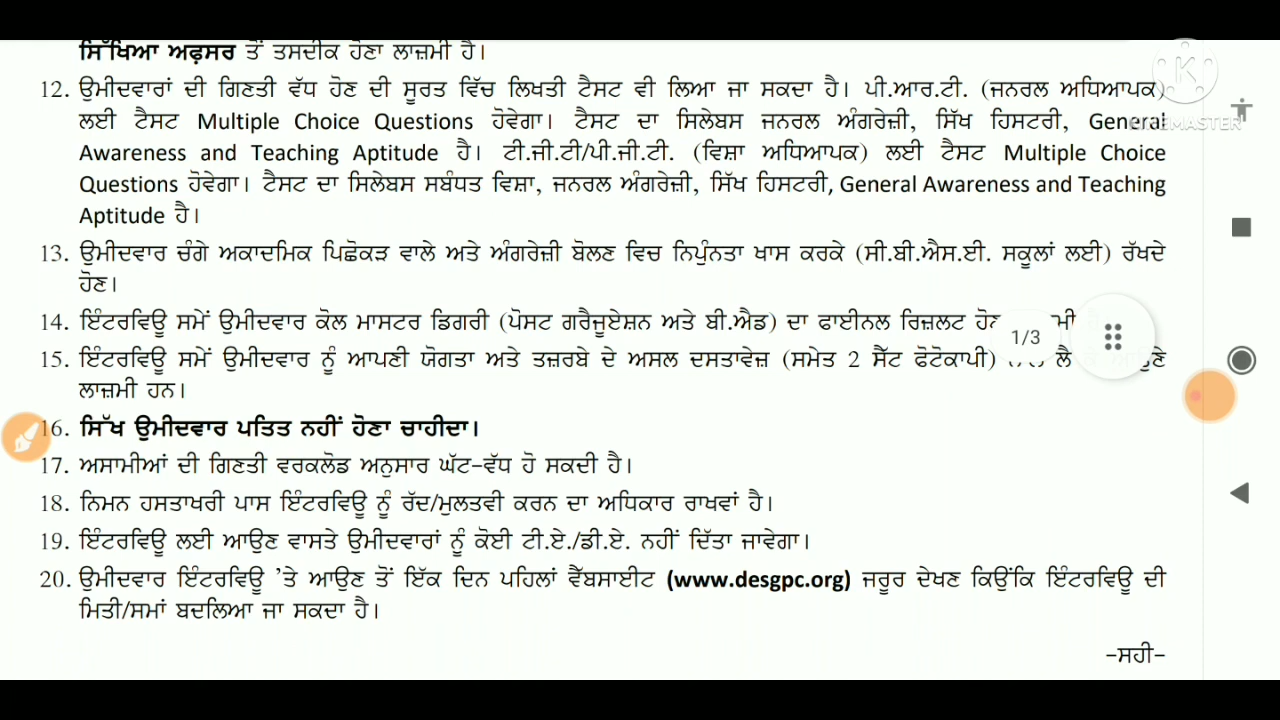 ਸਿੱਖਿਆ ਅਫ਼ਸਰ ਤੋਂ ਤਸਦੀਕ ਹੋਣਾ ਲਾਜ਼ਮੀ ਹੈ।
12. ਉਮੀਦਵਾਰਾਂ ਦੀ ਗਿਣਤੀ ਵੱਧ ਹੋਣ ਦੀ ਸੂਰਤ ਵਿੱਚ ਲਿਖਤੀ ਟੈਸਟ ਵੀ ਲਿਆ ਜਾ ਸਕਦਾ ਹੈ। ਪੀ.ਆਰ.ਟੀ. (ਜਨਰਲ ਅਧਿਆਪਕ)
ਲਈ ਟੈਸਟ Multiple Choice Questions ਹੋਵੇਗਾ। ਟੈਸਟ ਦਾ ਸਿਲੇਬਸ ਜਨਰਲ ਅੰਗਰੇਜ਼ੀ, ਸਿੱਖ ਹਿਸਟਰੀ, General
KINEMASTER
Awareness and Teaching Aptitude ਹੈ। ਟੀ.ਜੀ.ਟੀ/ਪੀ.ਜੀ.ਟੀ. (ਵਿਸ਼ਾ ਅਧਿਆਪਕ) ਲਈ ਟੈਸਟ Multiple Choice
Questions ਹੋਵੇਗਾ। ਟੈਸਟ ਦਾ ਸਿਲੇਬਸ ਸਬੰਧਤ ਵਿਸ਼ਾ, ਜਨਰਲ ਅੰਗਰੇਜ਼ੀ, ਸਿੱਖ ਹਿਸਟਰੀ, General Awareness and Teaching
Aptitude ਹੈ।
13. ਉਮੀਦਵਾਰ ਚੰਗੇ ਅਕਾਦਮਿਕ ਪਿਛੋਕੜ ਵਾਲੇ ਅਤੇ ਅੰਗਰੇਜ਼ੀ ਬੋਲਣ ਵਿਚ ਨਿਪੁੰਨਤਾ ਖਾਸ ਕਰਕੇ (ਸੀ.ਬੀ.ਐਸ.ਈ. ਸਕੂਲਾਂ ਲਈ) ਰੱਖਦੇ
ਹੋਣ।
14. ਇੰਟਰਵਿਊ ਸਮੇਂ ਉਮੀਦਵਾਰ ਕੋਲ ਮਾਸਟਰ ਡਿਗਰੀ (ਪੋਸਟ ਗਰੈਜੂਏਸ਼ਨ ਅਤੇ ਬੀ.ਐਡ) ਦਾ ਫਾਈਨਲ ਰਿਜ਼ਲਟ
1/3
15. ਇੰਟਰਵਿਊ ਸਮੇਂ ਉਮੀਦਵਾਰ ਨੂੰ ਆਪਣੀ ਯੋਗਤਾ ਅਤੇ ਤਜ਼ਰਬੇ ਦੇ ਅਸਲ ਦਸਤਾਵੇਜ਼ (ਸਮੇਤ 2 ਸੈੱਟ ਫੋਟੋਕਾਪੀ)
ਲਾਜ਼ਮੀ ਹਨ।
16. ਸਿੱਖ ਉਮੀਦਵਾਰ ਪਤਿਤ ਨਹੀਂ ਹੋਣਾ ਚਾਹੀਦਾ।
17. ਅਸਾਮੀਆਂ ਦੀ ਗਿਣਤੀ ਵਰਕਲੋਡ ਅਨੁਸਾਰ ਘੱਟ-ਵੱਧ ਹੋ ਸਕਦੀ ਹੈ।
18. ਨਿਮਨ ਹਸਤਾਖਰੀ ਪਾਸ ਇੰਟਰਵਿਊ ਨੂੰ ਰੱਦ/ਮੁਲਤਵੀ ਕਰਨ ਦਾ ਅਧਿਕਾਰ ਰਾਖਵਾਂ ਹੈ।
19. ਇੰਟਰਵਿਊ ਲਈ ਆਉਣ ਵਾਸਤੇ ਉਮੀਦਵਾਰਾਂ ਨੂੰ ਕੋਈ ਟੀ.ਏ./ਡੀ.ਏ. ਨਹੀਂ ਦਿੱਤਾ ਜਾਵੇਗਾ।
20. ਉਮੀਦਵਾਰ ਇੰਟਰਵਿਊ 'ਤੇ ਆਉਣ ਤੋਂ ਇੱਕ ਦਿਨ ਪਹਿਲਾਂ ਵੈੱਬਸਾਈਟ (www.desgpc.org) ਜਰੂਰ ਦੇਖਣ ਕਿਉਂਕਿ ਇੰਟਰਵਿਊ ਦੀ
ਮਿਤੀ/ਸਮਾਂ ਬਦਲਿਆ ਜਾ ਸਕਦਾ ਹੈ।
-ਸਹੀ-